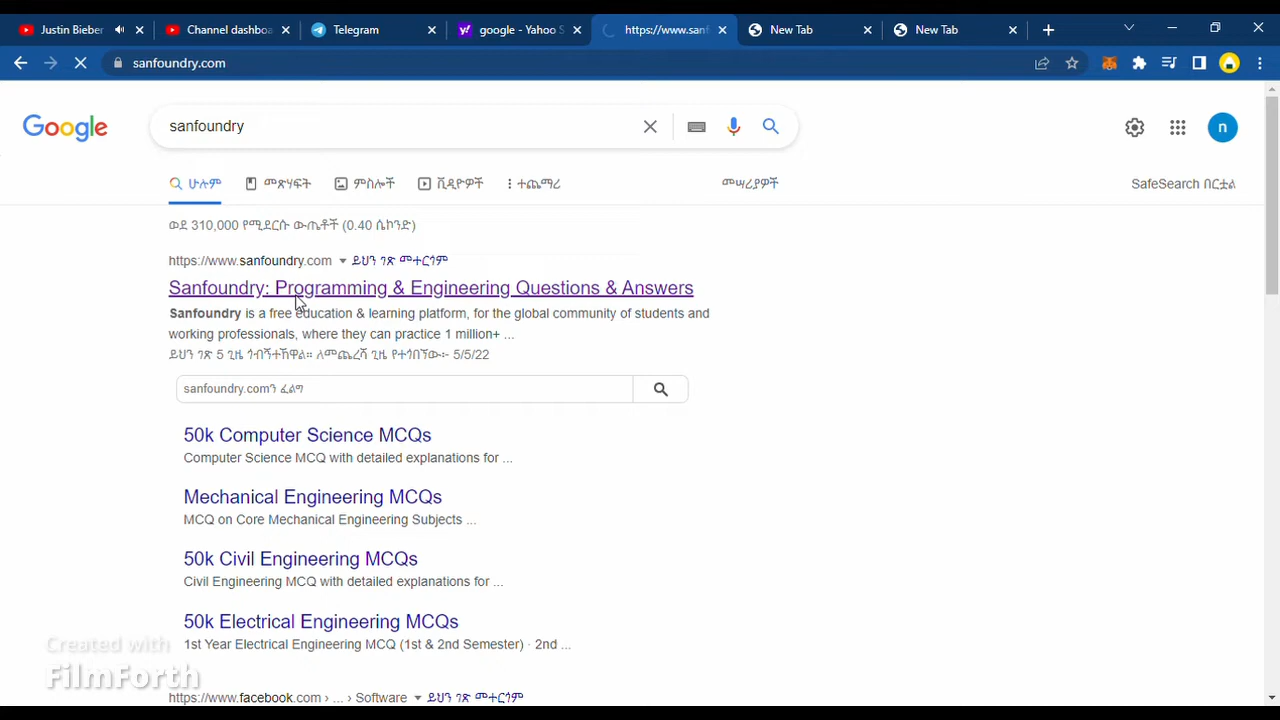 Justin Bieber
Channel dashboa
Telegram
google - Yahoo S
https://www.sanf
New Tab
New Tab
sanfoundry.com
Google
sanfoundry
n
ሁሉም
መጽሃፍት
ምስሎች
ቪዲዮዎች
ተጨማሪ
መሣሪያዎች
SafeSearch በርቷል
ወደ 310,000 የሚደርሱ ውጤቶች (0.40 ሴኮንድ)
https://www.sanfoundry.com ይህን ገጽ መተርጎም
Sanfoundry: Programming & Engineering Questions & Answers
Sanfoundry is a free education & learning platform, for the global community of students and
working professionals, where they can practice 1 million+ ...
ይህን ገጽ 5 ጊዜ ጎብኝተኸዋል። ለመጨረሻ ጊዜ የተጎበኘው፦ 5/5/22
sanfoundry.comን ፈልግ
50k Computer Science MCQs
Computer Science MCQ with detailed explanations for ...
Mechanical Engineering MCQs
MCQ on Core Mechanical Engineering Subjects ...
50k Civil Engineering MCQs
Civil Engineering MCQ with detailed explanations for ...
50k Electrical Engineering MCQs
1st Year Electrical Engineering MCQ (1st & 2nd Semester) · 2nd ...
Created with
FilmForth
https://www.facebook.com › ... › Software ይህን ገጽ መተርጎም